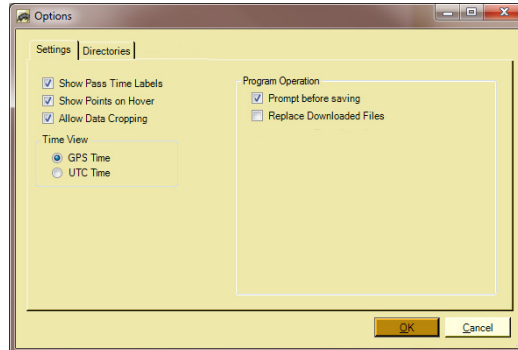 Options
Settings
Directories
Show Pass Time Labels
Show Points on Hover
Allow Data Cropping
Time View
GPS Time
UTC Time
Program Operation
Prompt before saving
Replace Downloaded Files
OK
Cancel